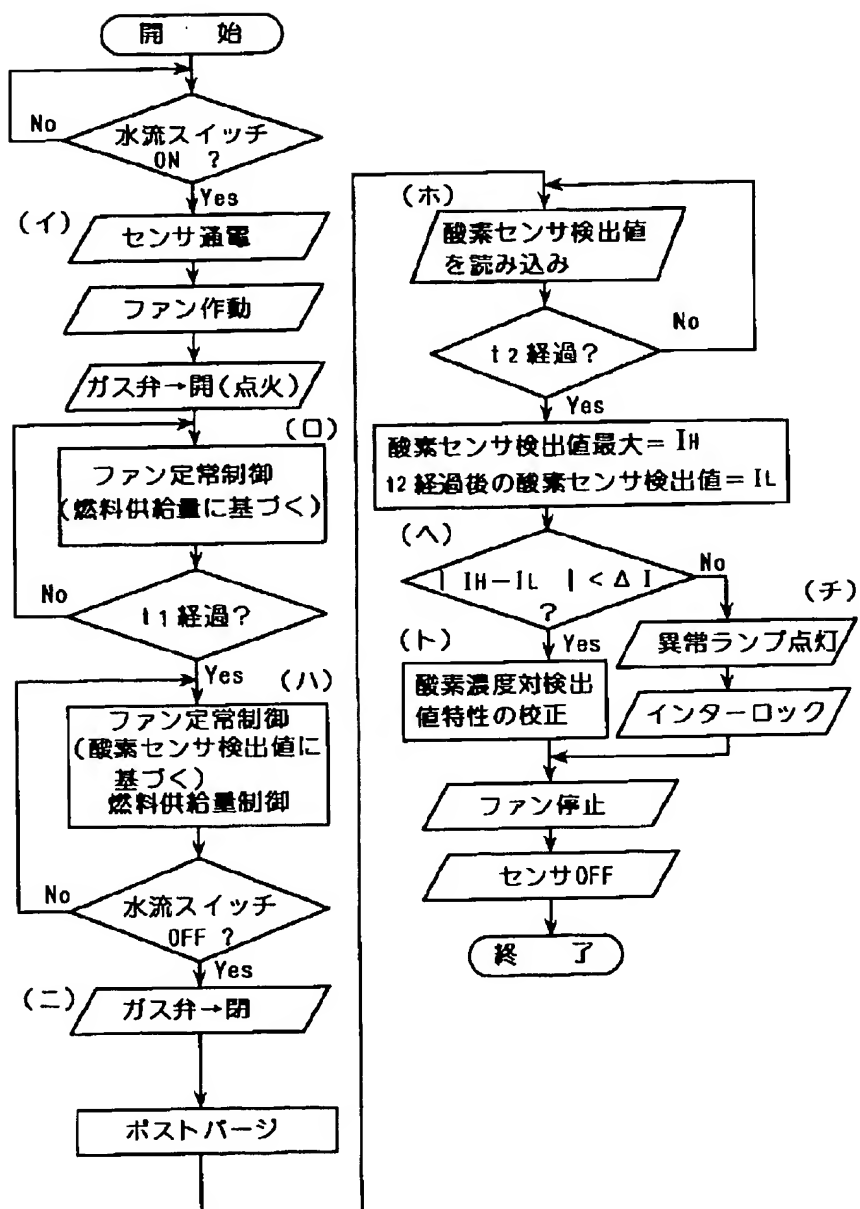 開 始
No
水流スイッチ
ON ?
Yes
(イ)
センサ通電
ファン作動
ガス弁→開(点火)
(ロ)
ファン定常制御
(燃料供給量に基づく)
No
t1経過?
Yes
(ハ)
ファン定常制御
(酸素センサ検出値に
基づく)
燃料供給量制御
No
水流スイッチ
OFF ?
Yes
(ニ)
ガス弁→閉
ポストパージ
(ホ)
酸素センサ検出値
を読み込み
No
t2経過?
Yes
酸素センサ検出値最大=IH
t2経過後の酸素センサ検出値=IL
(ヘ)
| IH-IL | < Δ I
?
No
Yes
(チ)
異常ランプ点灯
インターロック
(ト)
酸素濃度対検出
値特性の校正
ファン停止
センサOFF
終 了